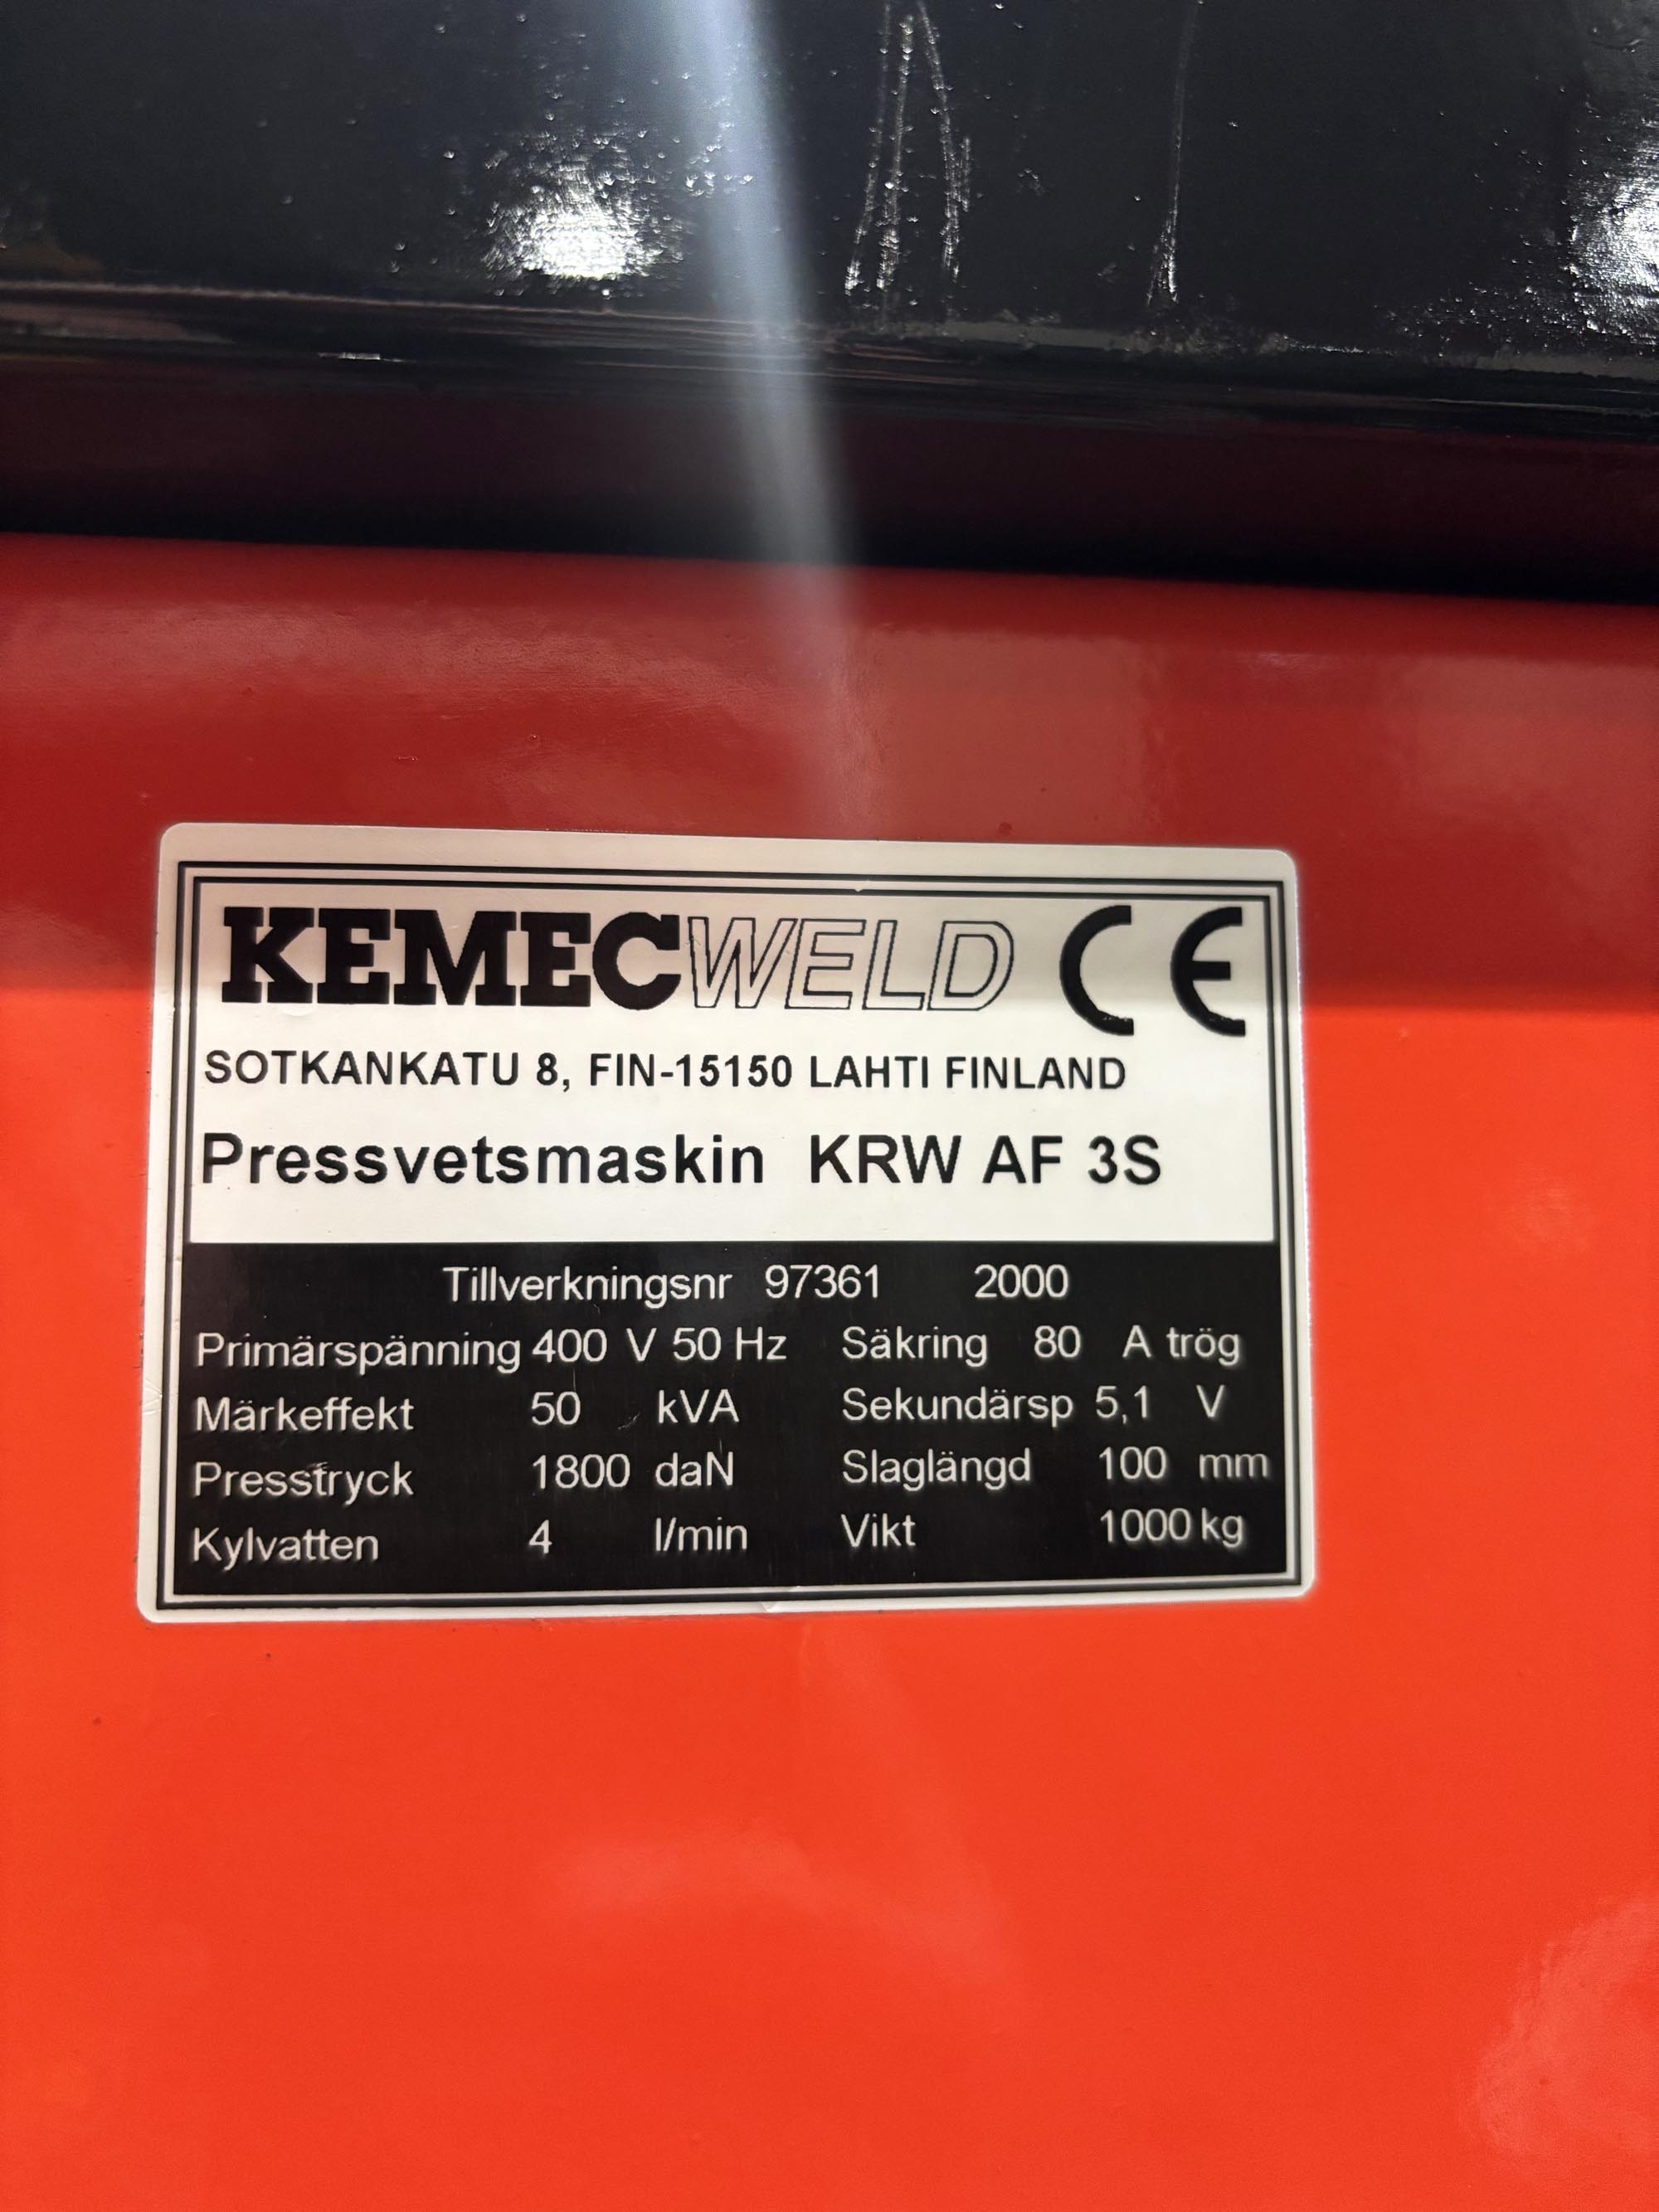 KEMECWELD CE
SOTKANKATU 8, FIN-15150 LAHTI FINLAND
Pressvetsmaskin KRW AF 3S
Tillverkningsnr 97361 2000
Primärspänning 400 V 50 Hz Säkring 80 A trög
Märkeffekt 50 kVA Sekundärsp 5,1 V
Presstryck 1800 daN Slaglängd 100 mm
Kylvatten 4 l/min Vikt 1000 kg